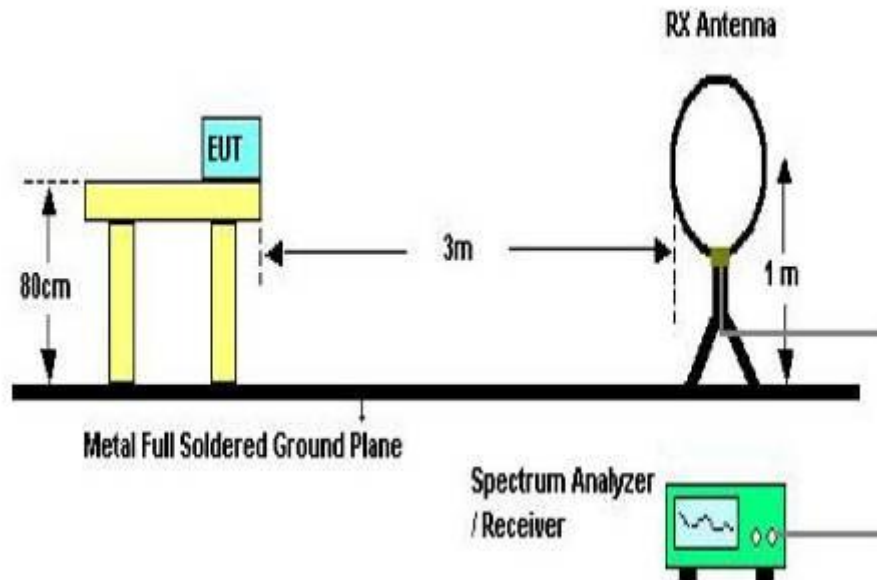 RX Antenna
EUT
3m
80cm
1 m
Metal Full Soldered Ground Plane
Spectrum Analyzer
/ Receiver